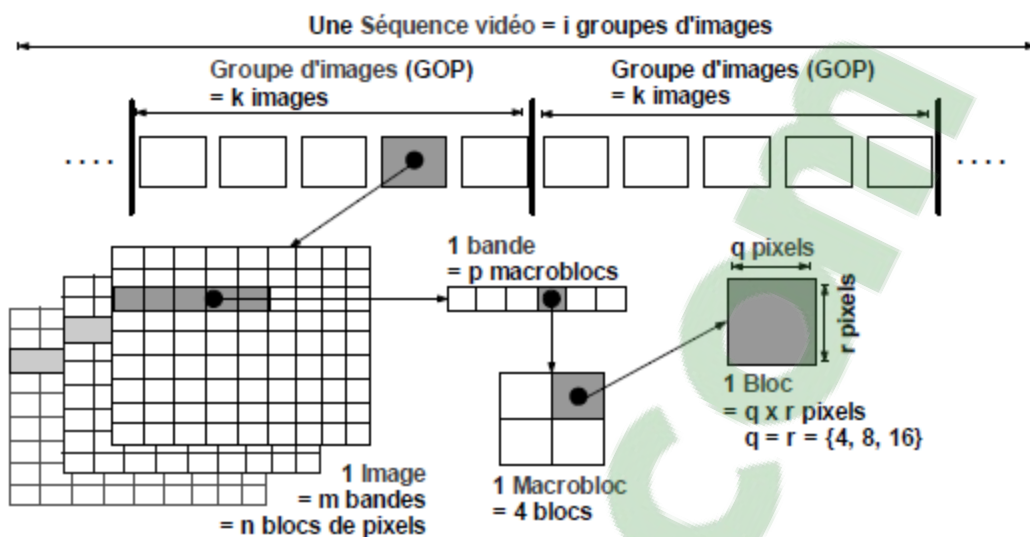 Une Séquence vidéo = i groupes d'images
Groupe d'images (GOP)
= k images
Groupe d'images (GOP)
= k images
. . . .
. . . .
1 bande
= p macroblocs
q pixels
r pixels
1 Bloc
= q x r pixels
q = r = {4, 8, 16}
1 Image
= m bandes
= n blocs de pixels
1 Macrobloc
= 4 blocs
com